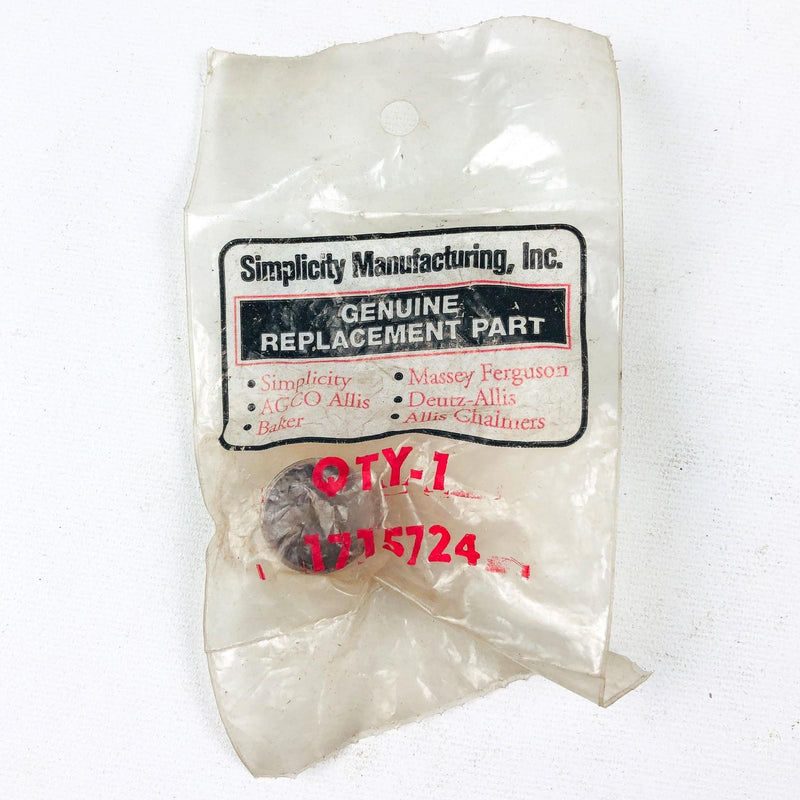 Simplicity Manufacturing, Inc.
GENUINE
REPLACEMENT PART
• Simplicity
• AGCO Allis
• Baker
• Massey Ferguson
• Deutz-Allis
• Allis Chalmers
QTY-1
1715724